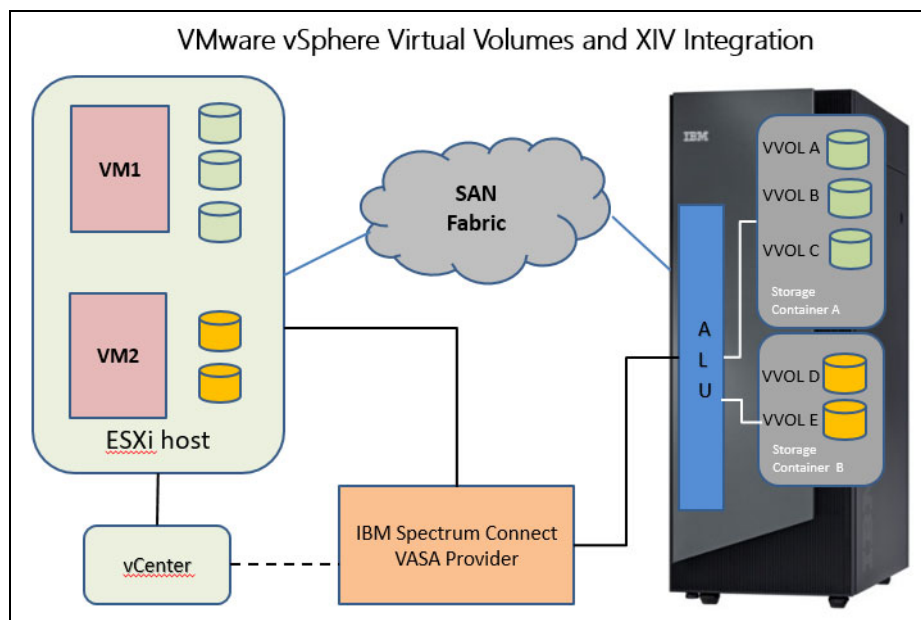 VMware vSphere Virtual Volumes and XIV Integration
VM1
VM2
ESXi host
vCenter
SAN
Fabric
IBM Spectrum Connect
VASA Provider
IBM
A
L
U
VVOL A
VVOL B
VVOL C
Storage
Container A
VVOL D
VVOL E
Storage
Container B